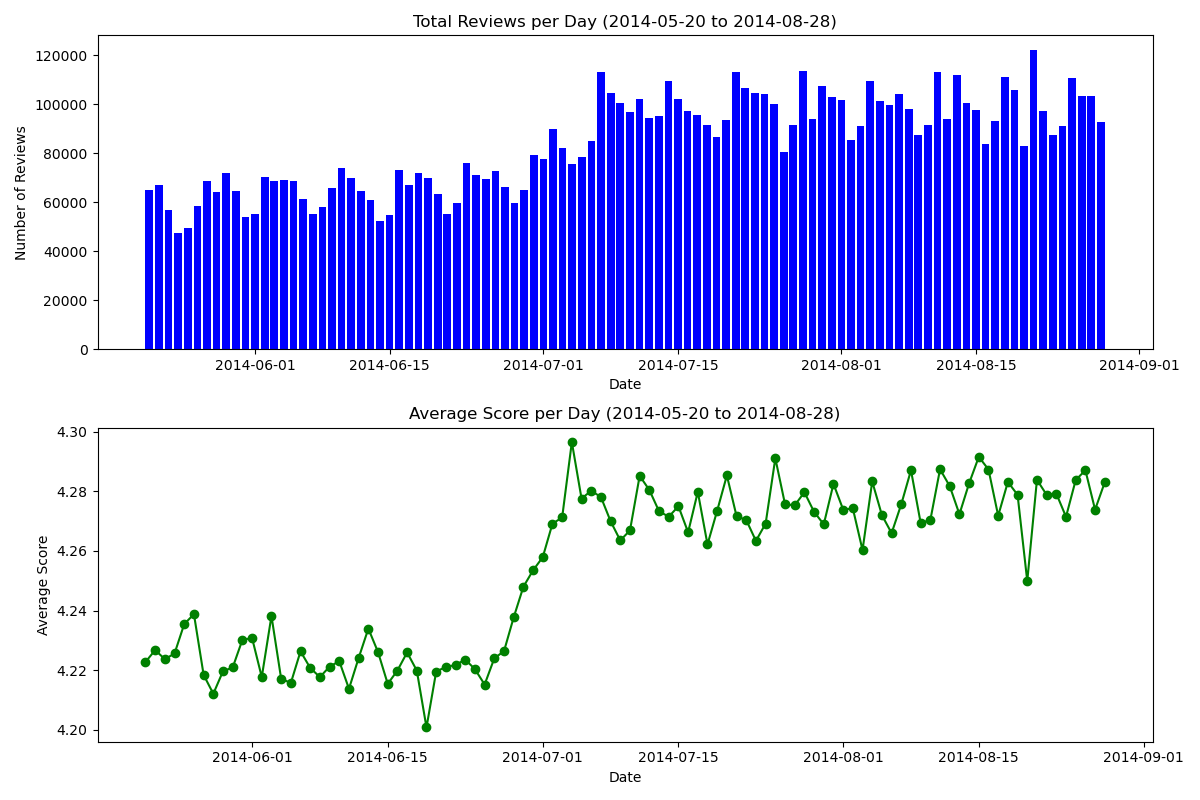 Total Reviews per Day (2014-05-20 to 2014-08-28)
120000
100000
80000
60000
40000
20000
0
Number of Reviews
2014-06-01 2014-06-15 2014-07-01 2014-07-15 2014-08-01 2014-08-15 2014-09-01
Date
Average Score per Day (2014-05-20 to 2014-08-28)
4.30
4.28
4.26
4.24
4.22
4.20
Average Score
2014-06-01 2014-06-15 2014-07-01 2014-07-15 2014-08-01 2014-08-15 2014-09-01
Date